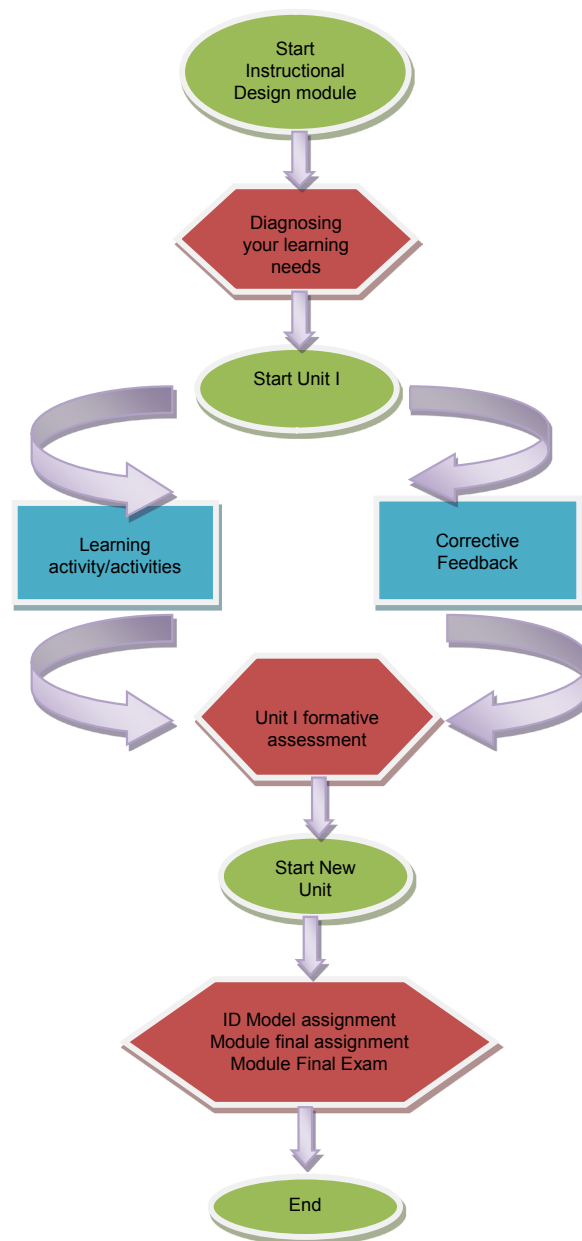 Start
Instructional
Design module
Diagnosing
your learning
needs
Start Unit I
Learning
activity/activities
Corrective
Feedback
Unit I formative
assessment
Start New
Unit
ID Model assignment
Module final assignment
Module Final Exam
End